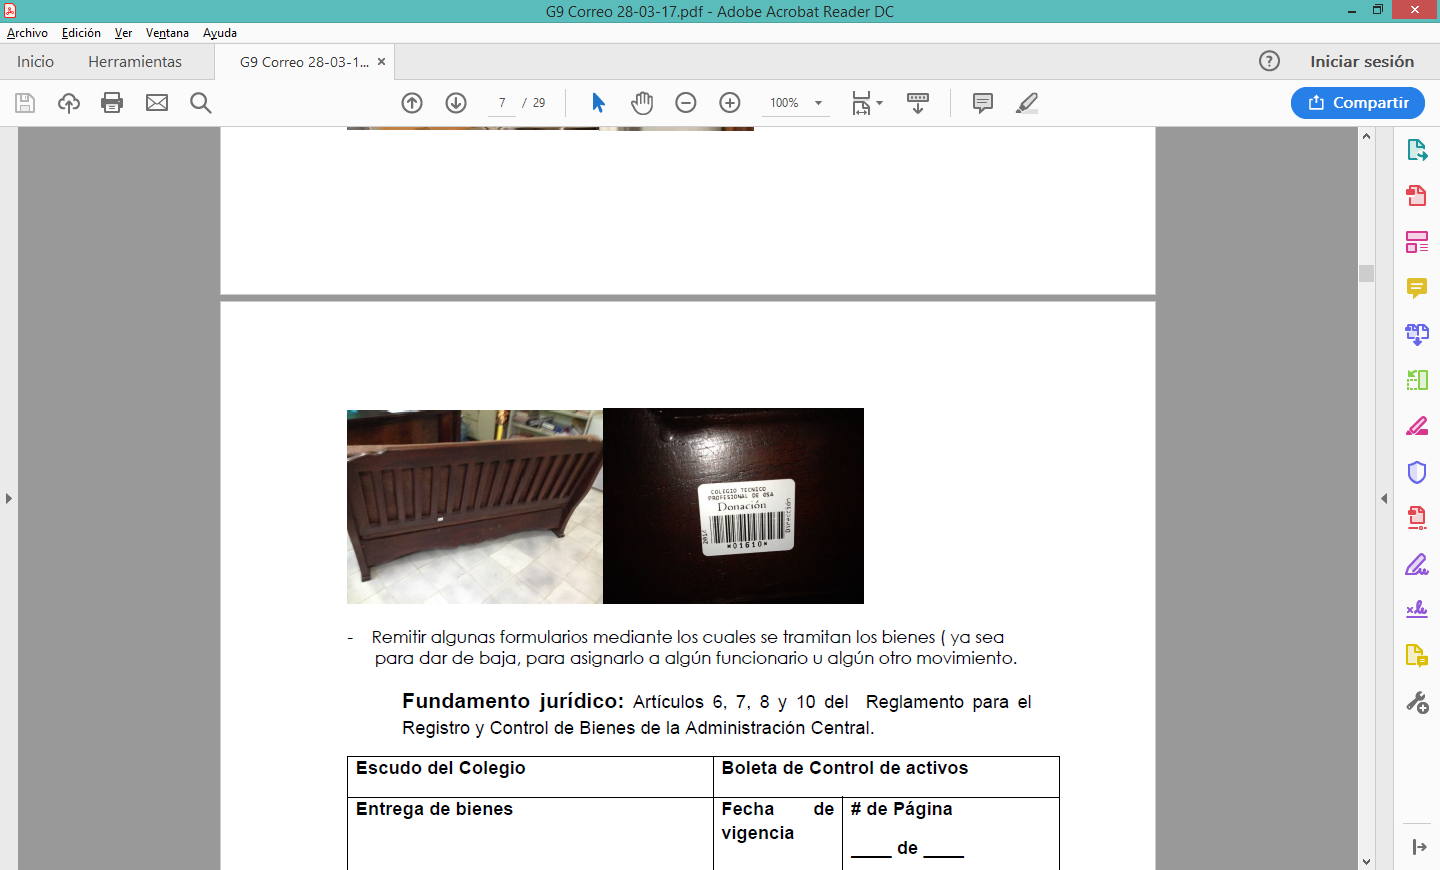 G9 Correo 28-03-17.pdf - Adobe Acrobat Reader DC
Archivo Edición Ver Ventana Ayuda
Inicio Herramientas G9 Correo 28-03-1... Iniciar sesión
7 / 29 100% Compartir
COLEGIO TECNICO
PROFESIONAL DE OSA
Donación
Dirección
*01610*
- Remitir algunas formularios mediante los cuales se tramitan los bienes ( ya sea
para dar de baja, para asignarlo a algún funcionario u algún otro movimiento.
Fundamento jurídico: Artículos 6, 7, 8 y 10 del Reglamento para el
Registro y Control de Bienes de la Administración Central.
Escudo del Colegio Boleta de Control de activos
Entrega de bienes Fecha de # de Página
vigencia
____ de ____